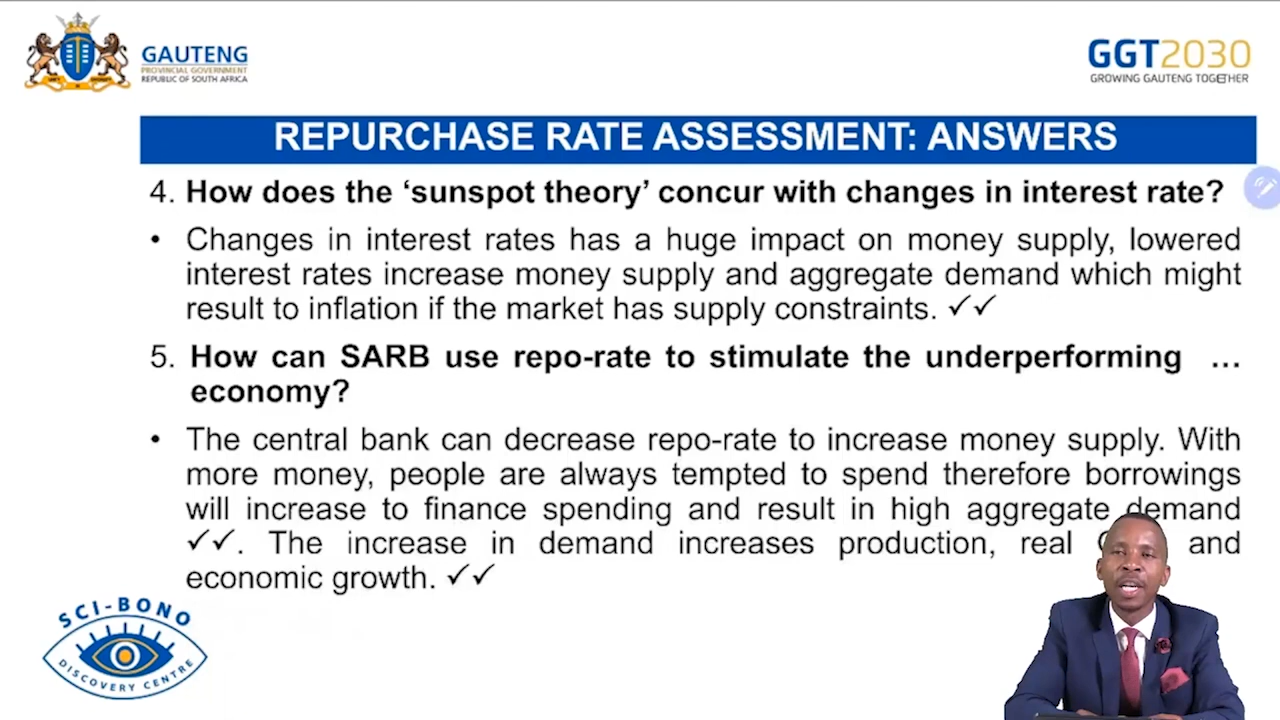 GAUTENG
PROVINCIAL GOVERNMENT
REPUBLIC OF SOUTH AFRICA
GGT2030
GROWING GAUTENG TOGETHER
REPURCHASE RATE ASSESSMENT: ANSWERS
4. How does the ‘sunspot theory’ concur with changes in interest rate?
• Changes in interest rates has a huge impact on money supply, lowered
interest rates increase money supply and aggregate demand which might
result to inflation if the market has supply constraints. ✓✓
5. How can SARB use repo-rate to stimulate the underperforming …
economy?
• The central bank can decrease repo-rate to increase money supply. With
more money, people are always tempted to spend therefore borrowings
will increase to finance spending and result in high aggregate demand
✓✓. The increase in demand increases production, real and
economic growth. ✓✓
SCI-BONO
DISCOVERY CENTRE